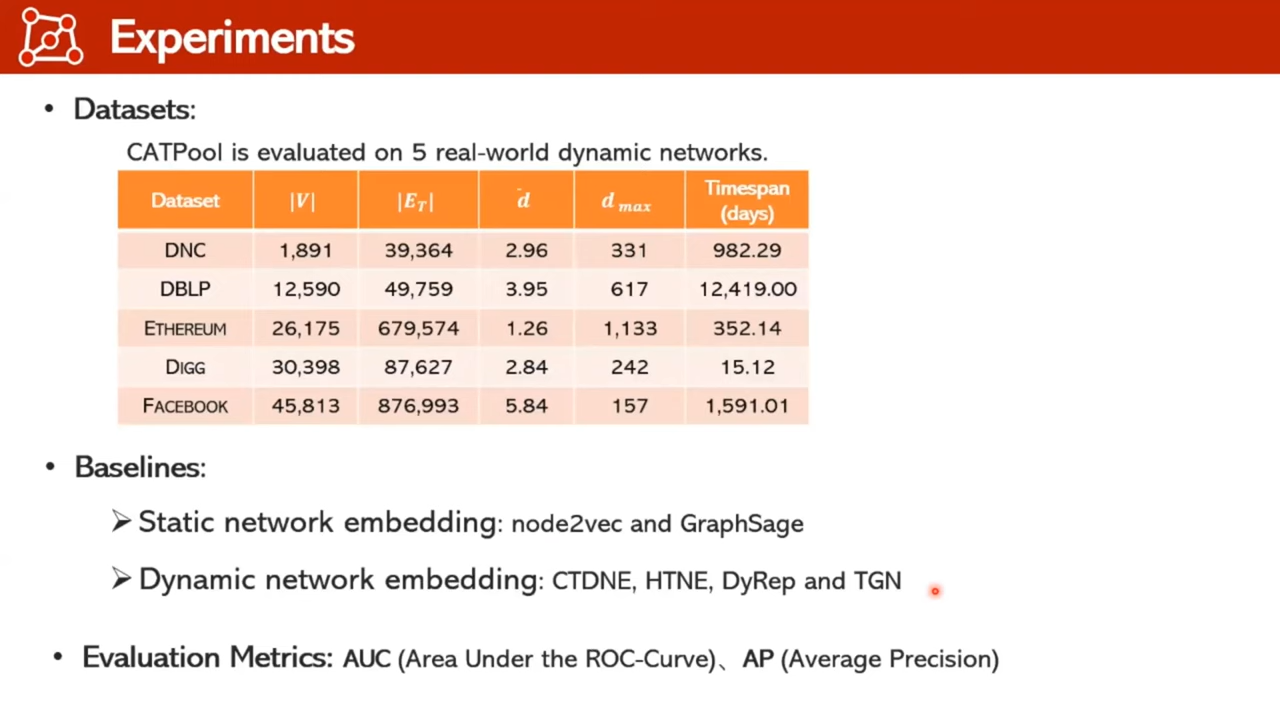 Experiments
• Datasets:
CATPool is evaluated on 5 real-world dynamic networks.
Dataset |V| |E_T| d̄ d_max Timespan (days)
DNC 1,891 39,364 2.96 331 982.29
DBLP 12,590 49,759 3.95 617 12,419.00
ETHEREUM 26,175 679,574 1.26 1,133 352.14
DIGG 30,398 87,627 2.84 242 15.12
FACEBOOK 45,813 876,993 5.84 157 1,591.01
• Baselines:
➢ Static network embedding: node2vec and GraphSage
➢ Dynamic network embedding: CTDNE, HTNE, DyRep and TGN
• Evaluation Metrics: AUC (Area Under the ROC-Curve)、AP (Average Precision)